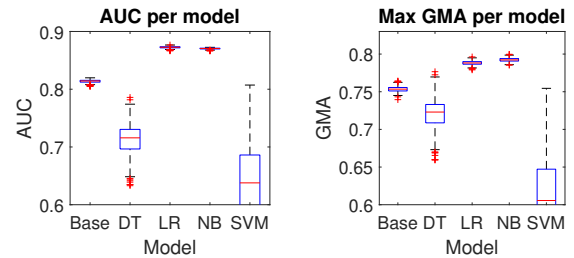 AUC per model
0.9
0.8
0.7
0.6
AUC
Base DT LR NB SVM
Model
Max GMA per model
0.8
0.75
0.7
0.65
0.6
GMA
Base DT LR NB SVM
Model